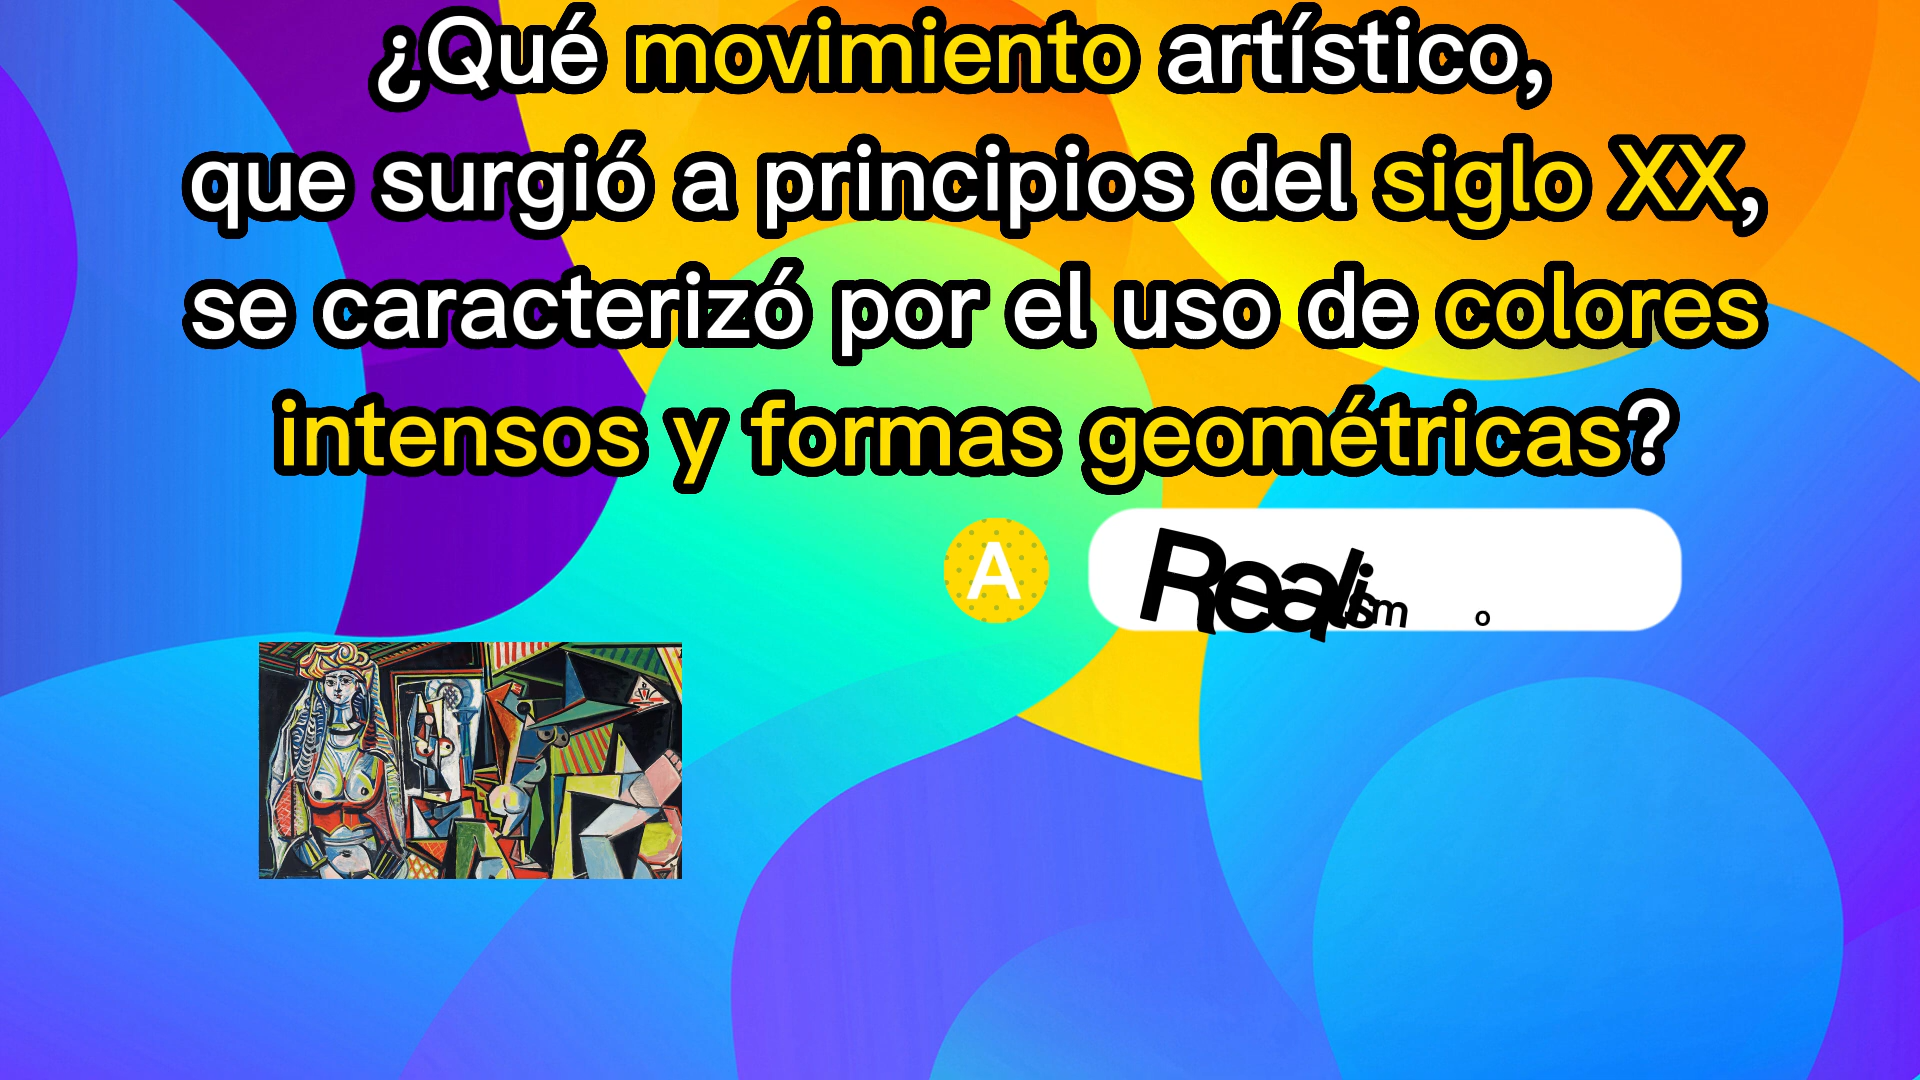 ¿Qué movimiento artístico,
que surgió a principios del siglo XX,
se caracterizó por el uso de colores
intensos y formas geométricas?
A Realismo